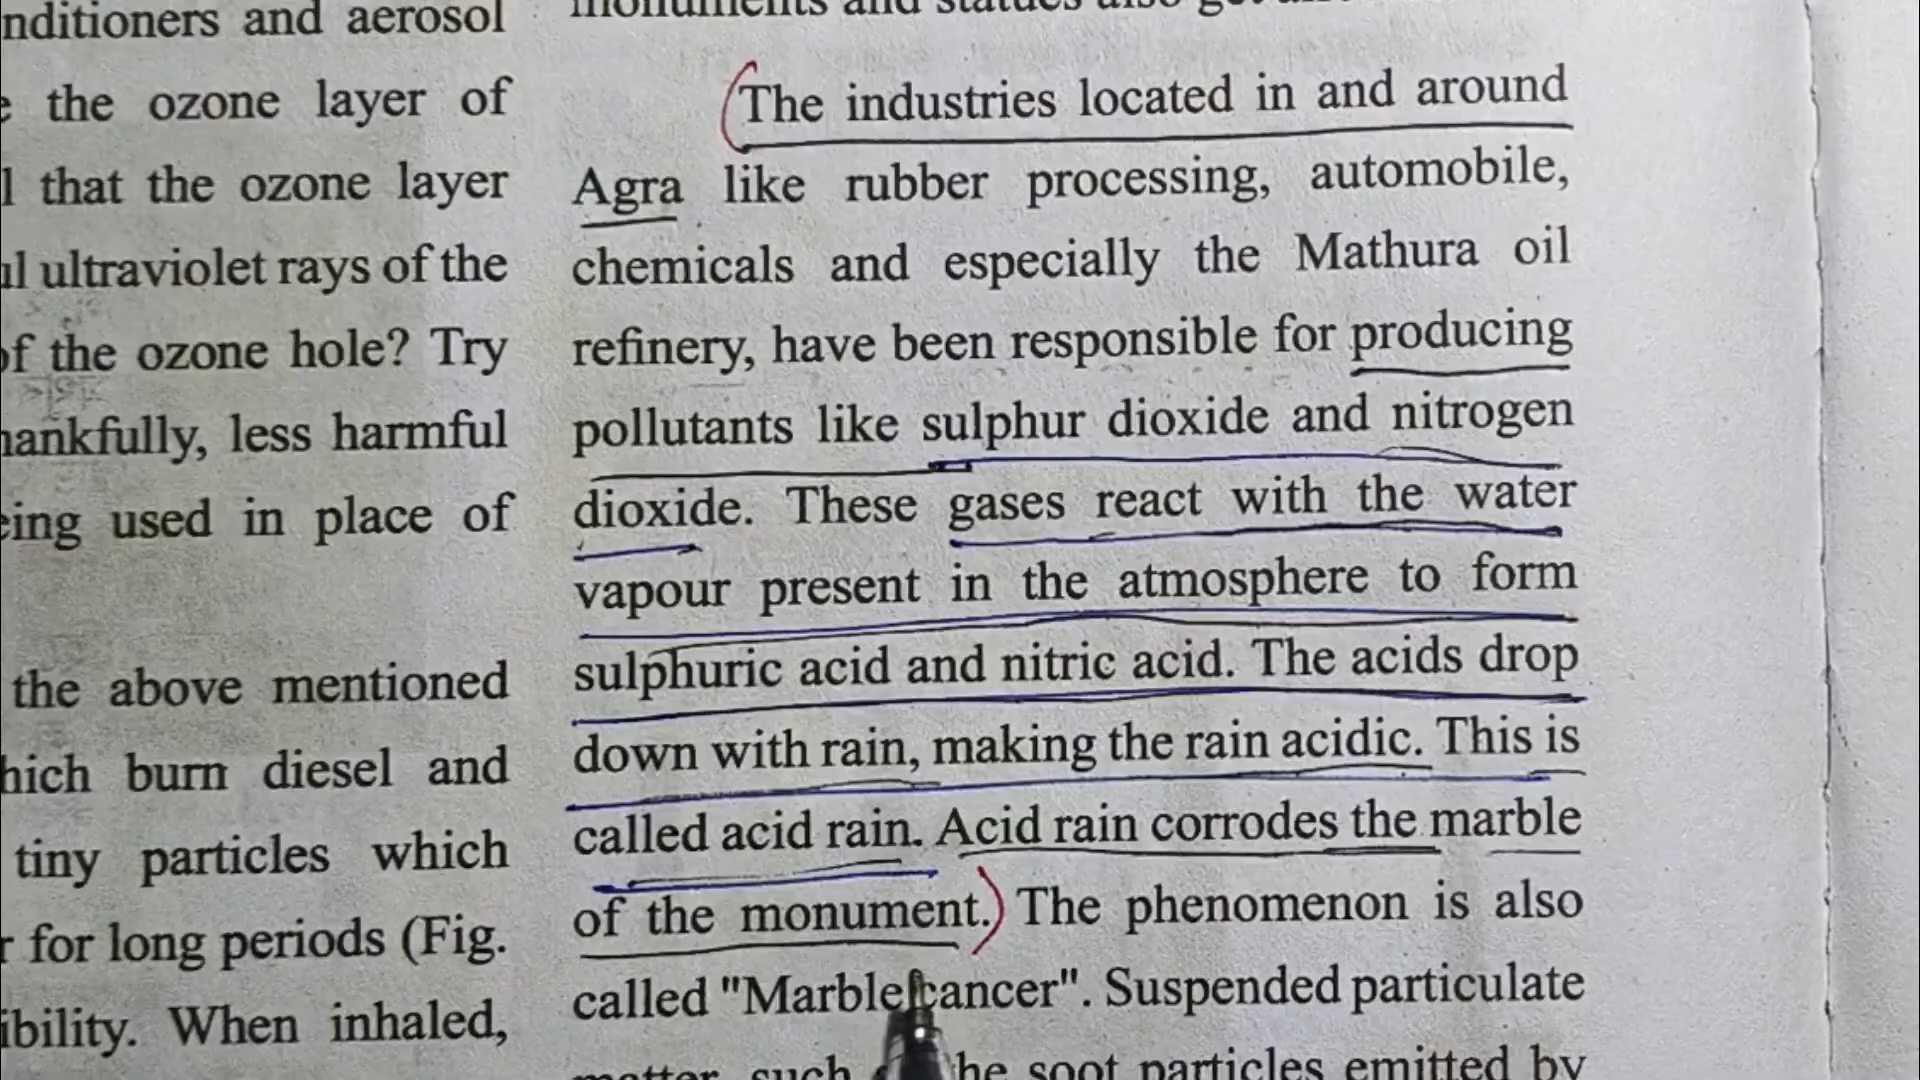 nditioners and aerosol
the ozone layer of
that the ozone layer
ultraviolet rays of the
of the ozone hole? Try
hankfully, less harmful
eing used in place of
the above mentioned
hich burn diesel and
tiny particles which
for long periods (Fig.
ibility. When inhaled,
monuments and statues also get
The industries located in and around
Agra like rubber processing, automobile,
chemicals and especially the Mathura oil
refinery, have been responsible for producing
pollutants like sulphur dioxide and nitrogen
dioxide. These gases react with the water
vapour present in the atmosphere to form
sulphuric acid and nitric acid. The acids drop
down with rain, making the rain acidic. This is
called acid rain. Acid rain corrodes the marble
of the monument. The phenomenon is also
called "Marble cancer". Suspended particulate
matter, such the soot particles emitted by